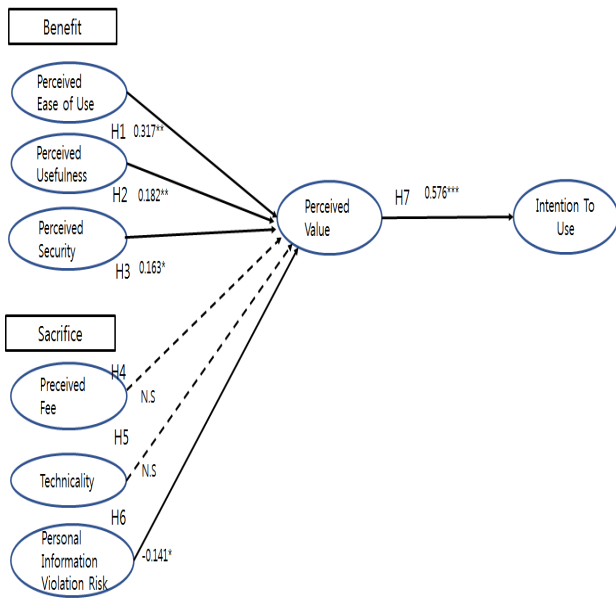 Benefit
Perceived
Ease of Use
H1 0.317**
Perceived
Usefulness
H2 0.182**
Perceived
Security
H3 0.163*
Perceived
Value
H7 0.576***
Intention To
Use
Sacrifice
Preceived
Fee
H4
N.S
H5
Technicality
N.S
H6
Personal
Information
Violation Risk
-0.141*